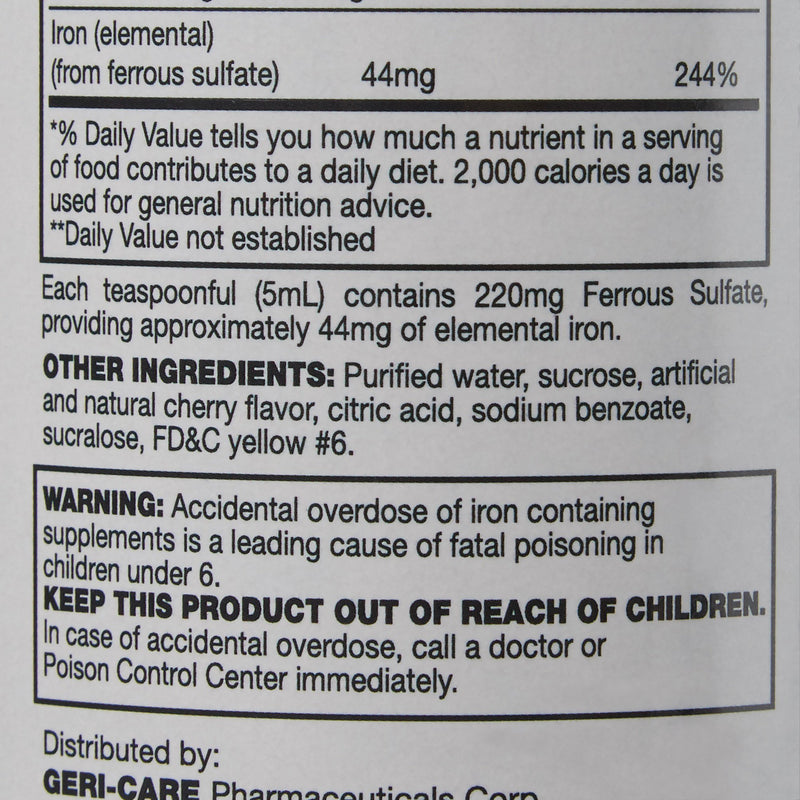 Iron (elemental)
(from ferrous sulfate) 44mg 244%
*% Daily Value tells you how much a nutrient in a serving
of food contributes to a daily diet. 2,000 calories a day is
used for general nutrition advice.
**Daily Value not established
Each teaspoonful (5mL) contains 220mg Ferrous Sulfate,
providing approximately 44mg of elemental iron.
OTHER INGREDIENTS: Purified water, sucrose, artificial
and natural cherry flavor, citric acid, sodium benzoate,
sucralose, FD&C yellow #6.
WARNING: Accidental overdose of iron containing
supplements is a leading cause of fatal poisoning in
children under 6.
KEEP THIS PRODUCT OUT OF REACH OF CHILDREN.
In case of accidental overdose, call a doctor or
Poison Control Center immediately.
Distributed by:
GERI-CARE Pharmaceuticals Corp